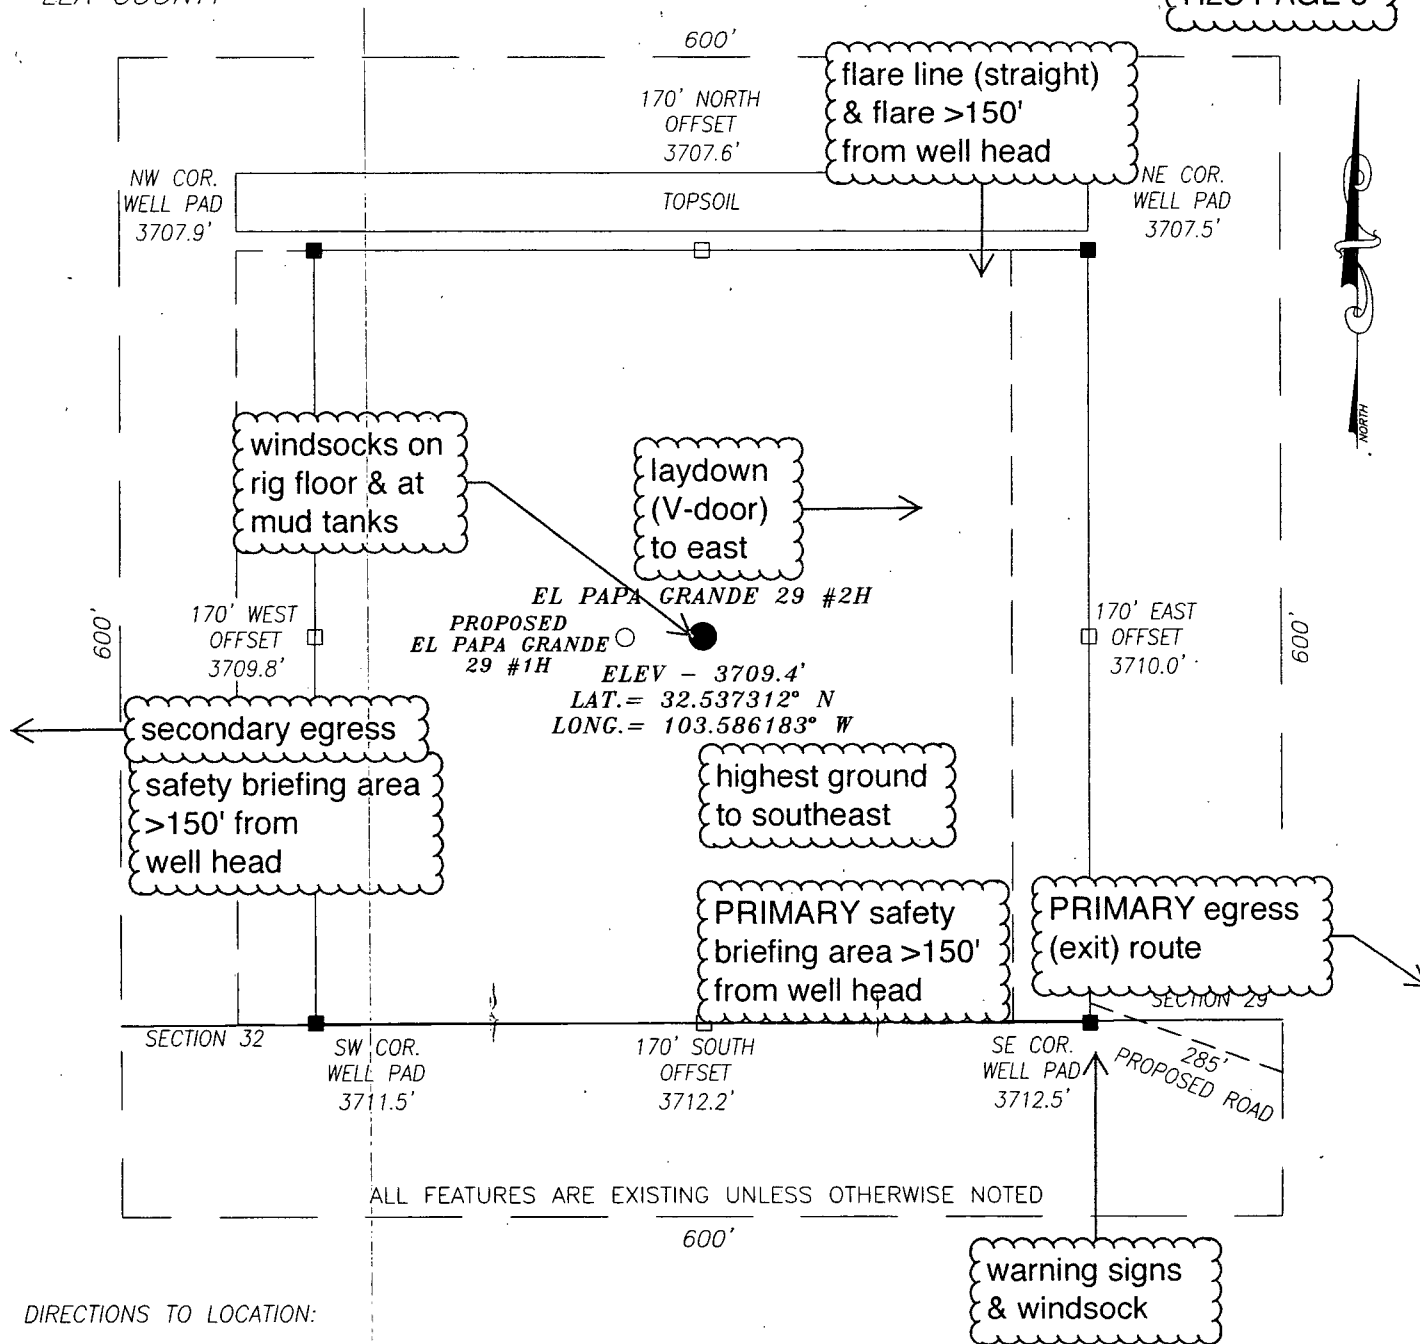 600'
flare line (straight)
& flare >150'
from well head
170' NORTH
OFFSET
3707.6'
NW COR.
WELL PAD
3707.9'
TOPSOIL
NE COR.
WELL PAD
3707.5'
NORTH
windsocks on
rig floor & at
mud tanks
laydown
(V-door)
to east
600'
170' WEST
OFFSET
3709.8'
EL PAPA GRANDE 29 #2H
PROPOSED
EL PAPA GRANDE
29 #1H
ELEV - 3709.4'
LAT.= 32.537312° N
LONG.= 103.586183° W
170' EAST
OFFSET
3710.0'
600'
secondary egress
safety briefing area
>150' from
well head
highest ground
to southeast
PRIMARY safety
briefing area >150'
from well head
PRIMARY egress
(exit) route
SECTION 29
SECTION 32
SW COR.
WELL PAD
3711.5'
170' SOUTH
OFFSET
3712.2'
SE COR.
WELL PAD
3712.5'
285'
PROPOSED ROAD
ALL FEATURES ARE EXISTING UNLESS OTHERWISE NOTED
600'
warning signs
& windsock
DIRECTIONS TO LOCATION: